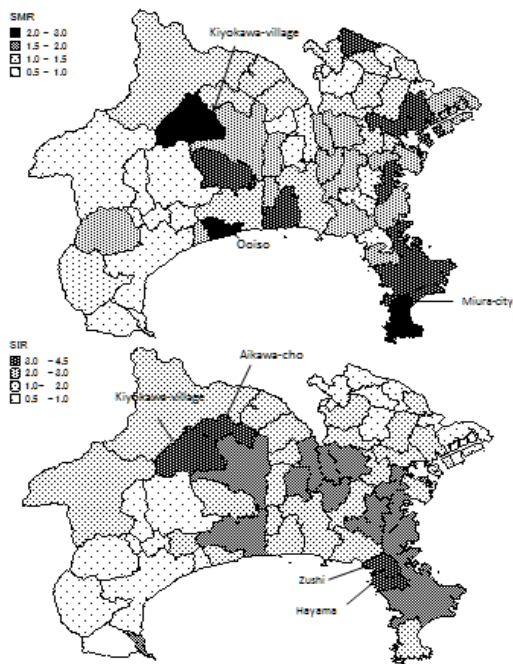 SMR
2.0 - 3.0
1.5 - 2.0
1.0 - 1.5
0.5 - 1.0
Kiyokawa-village
Ooiso
Miura-city
SIR
3.0 - 4.5
2.0 - 3.0
1.0 - 2.0
0.5 - 1.0
Aikawa-cho
Kiyokawa-village
Zushi
Hayama